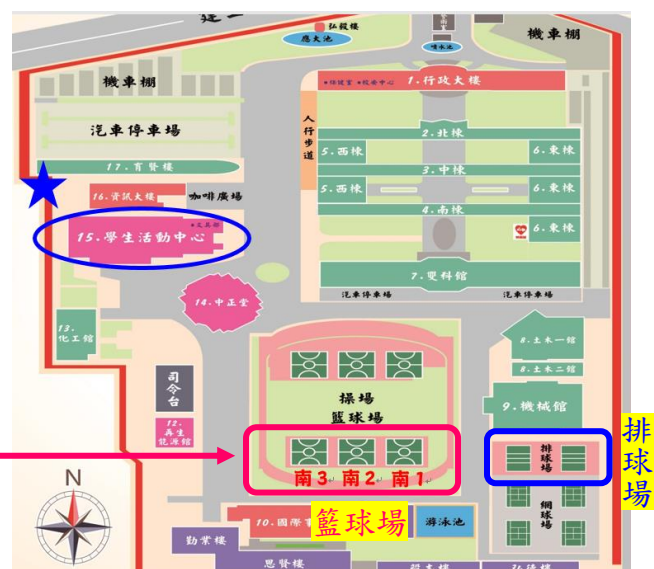 弘毅樓
應大池
噴水池
機車棚
機車棚
★保健室 ★校安中心
1.行政大樓
汽車停車場
人行步道
2.北棟
5.西棟
6.東棟
17.育賢樓
3.中棟
16.資訊大樓
咖啡廣場
5.西棟
6.東棟
4.南棟
15.學生活動中心
6.東棟
7.雙科館
汽車停車場
汽車停車場
14.中正堂
13.化工館
8.土木一館
8.土木二館
司令台
操場
籃球場
9.機械館
12.再生能源館
排球場
排球場
南3
南2
南1
N
網球場
10.國際
籃球場
游泳池
勤業樓
思賢樓